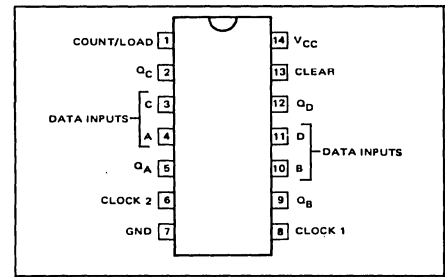 COUNT/LOAD 1 14 VCC
QC 2 13 CLEAR
C 3 12 QD
DATA INPUTS
A 4 11 D
DATA INPUTS
QA 5 10 B
CLOCK 2 6 9 QB
GND 7 8 CLOCK 1